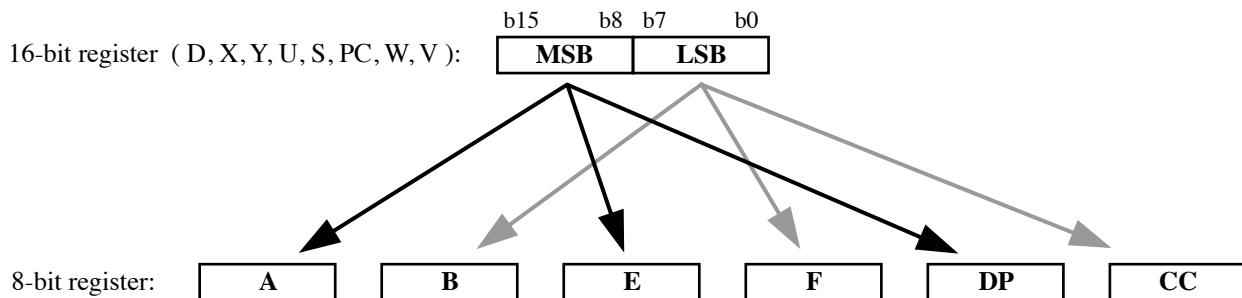 b15 b8 b7 b0
16-bit register ( D, X, Y, U, S, PC, W, V ): MSB LSB
8-bit register: A B E F DP CC